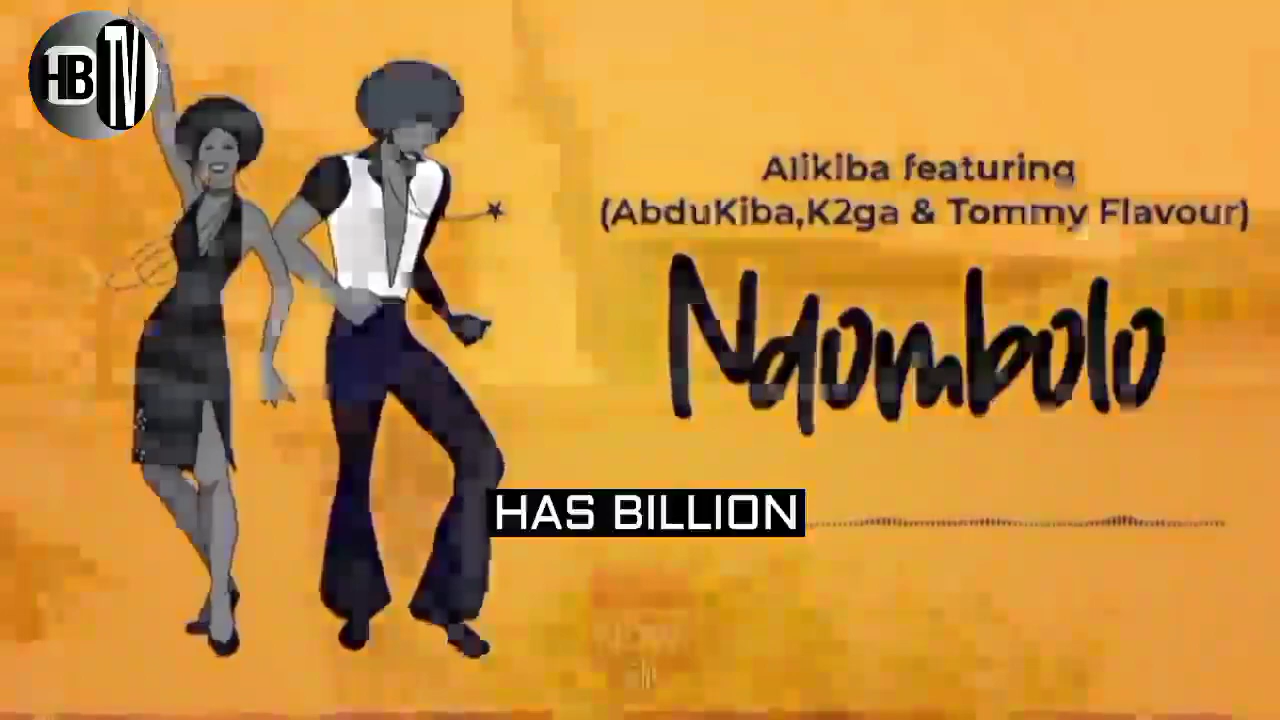 HB TV
Alikiba featuring
(AbduKiba,K2ga & Tommy Flavour)
Ndombolo
HAS BILLION